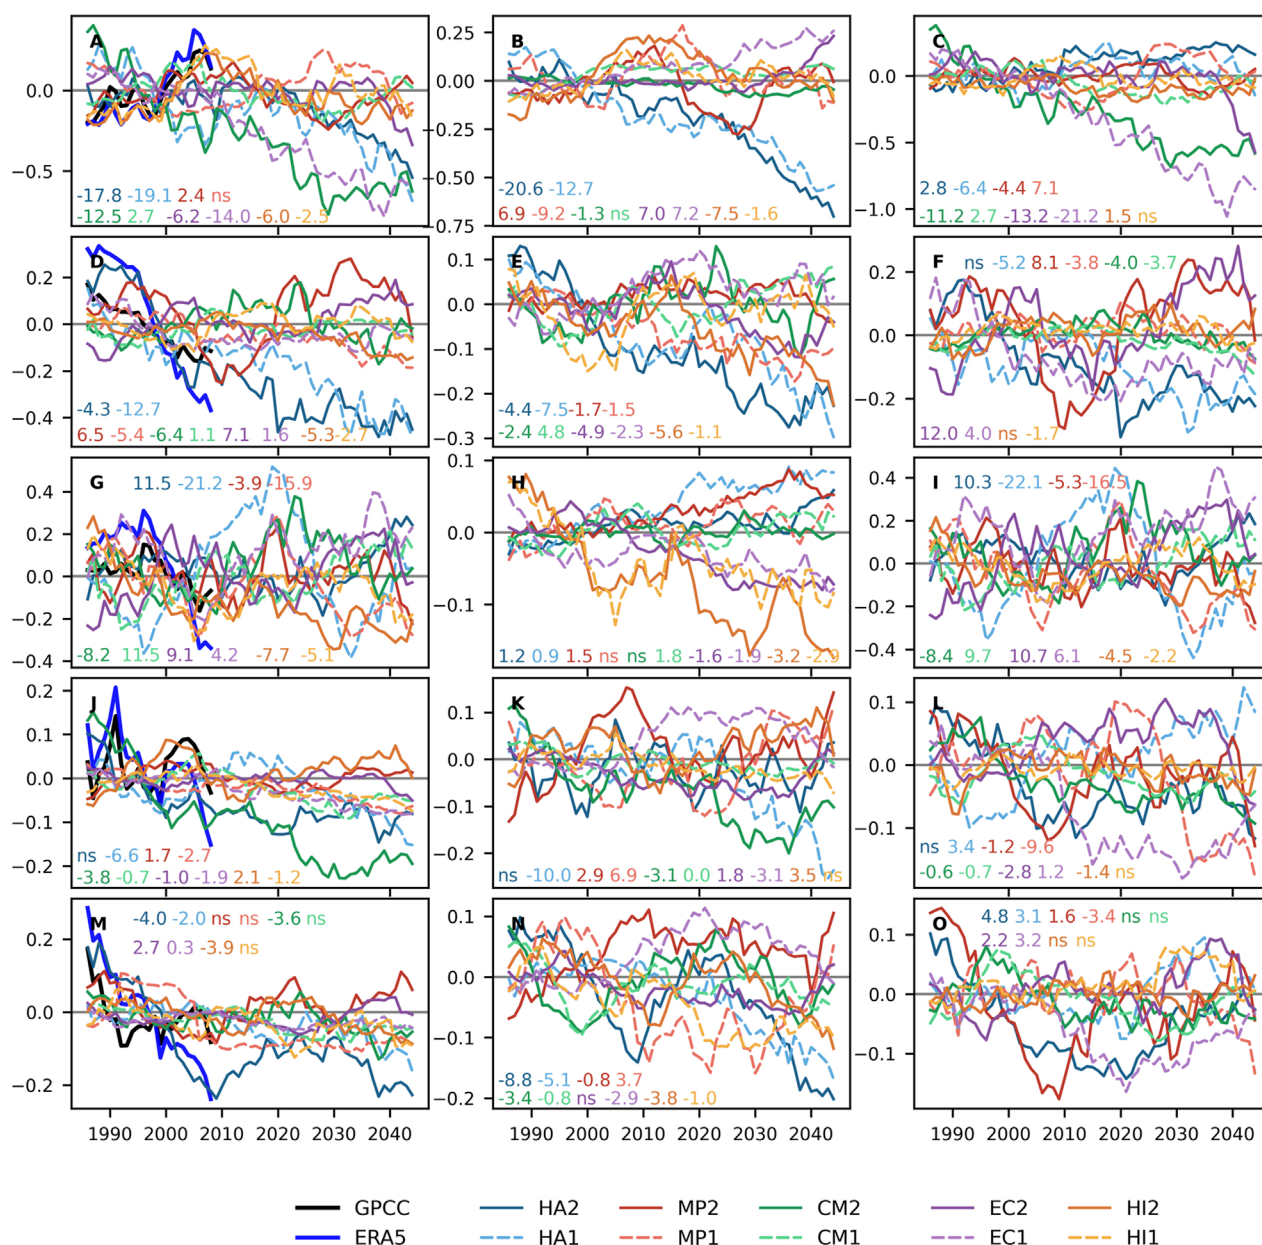 A
0.0
−0.5
-17.8 -19.1 2.4 ns
-12.5 2.7 -6.2 -14.0 -6.0 -2.5
B
0.25
0.00
−0.25
−0.50
−0.75
-20.6 -12.7
6.9 -9.2 -1.3 ns 7.0 7.2 -7.5 -1.6
C
0.0
−0.5
−1.0
2.8 -6.4 -4.4 7.1
-11.2 2.7 -13.2 -21.2 1.5 ns
D
0.2
0.0
−0.2
−0.4
-4.3 -12.7
6.5 -5.4 -6.4 1.1 7.1 1.6 -5.3 -2.7
E
0.1
0.0
−0.1
−0.2
−0.3
-4.4 -7.5 -1.7 -1.5
-2.4 4.8 -4.9 -2.3 -5.6 -1.1
F
ns -5.2 8.1 -3.8 -4.0 -3.7
0.2
0.0
−0.2
12.0 4.0 ns -1.7
G
11.5 -21.2 -3.9 -15.9
0.4
0.2
0.0
−0.2
−0.4
-8.2 11.5 9.1 4.2 -7.7 -5.1
H
0.1
0.0
−0.1
1.2 0.9 1.5 ns ns 1.8 -1.6 -1.9 -3.2 -2.9
I
10.3 -22.1 -5.3 -16.5
0.4
0.2
0.0
−0.2
−0.4
-8.4 9.7 10.7 6.1 -4.5 -2.2
J
0.2
0.1
0.0
−0.1
−0.2
ns -6.6 1.7 -2.7
-3.8 -0.7 -1.0 -1.9 2.1 -1.2
K
0.1
0.0
−0.1
−0.2
ns -10.0 2.9 6.9 -3.1 0.0 1.8 -3.1 3.5 ns
L
0.1
0.0
−0.1
ns 3.4 -1.2 -9.6
-0.6 -0.7 -2.8 1.2 -1.4 ns
M
-4.0 -2.0 ns ns -3.6 ns
2.7 0.3 -3.9 ns
0.2
0.0
−0.2
N
0.1
0.0
−0.1
−0.2
-8.8 -5.1 -0.8 3.7
-3.4 -0.8 ns -2.9 -3.8 -1.0
O
4.8 3.1 1.6 -3.4 ns ns
2.2 3.2 ns ns
0.1
0.0
−0.1
1990 2000 2010 2020 2030 2040
1990 2000 2010 2020 2030 2040
1990 2000 2010 2020 2030 2040
GPCC HA2 MP2 CM2 EC2 HI2
ERA5 HA1 MP1 CM1 EC1 HI1